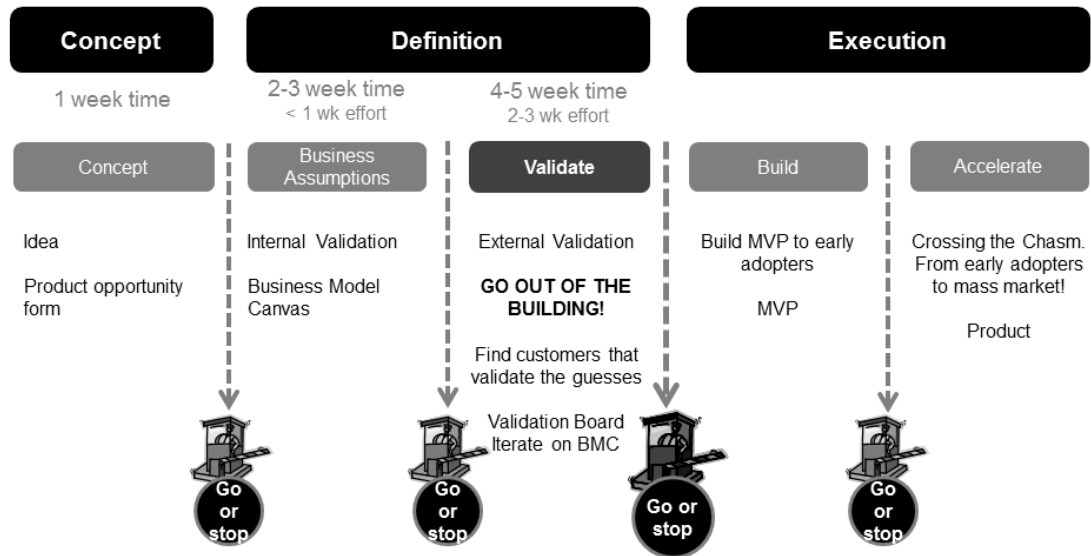 Concept
Definition
Execution
1 week time
2-3 week time
< 1 wk effort
4-5 week time
2-3 wk effort
Concept
Business
Assumptions
Validate
Build
Accelerate
Idea
Product opportunity
form
Internal Validation
Business Model
Canvas
External Validation
GO OUT OF THE
BUILDING!
Find customers that
validate the guesses
Validation Board
Iterate on BMC
Build MVP to early
adopters
MVP
Crossing the Chasm.
From early adopters
to mass market!
Product
Go
or
stop
Go
or
stop
Go or
stop
Go
or
stop